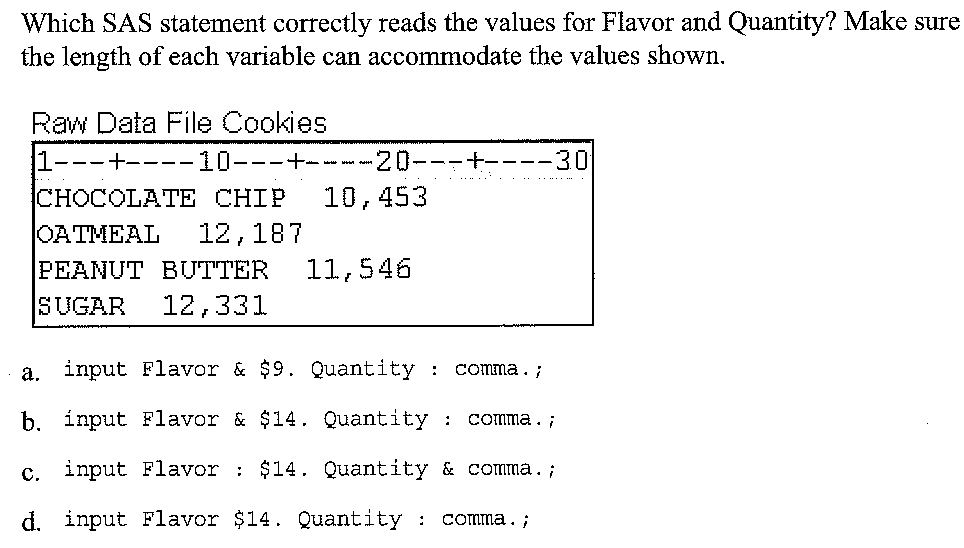 Which SAS statement correctly reads the values for Flavor and Quantity? Make sure
the length of each variable can accommodate the values shown.
Raw Data File Cookies
1---+----10---+----20---+----30
CHOCOLATE CHIP  10,453
OATMEAL  12,187
PEANUT BUTTER  11,546
SUGAR  12,331
a. input Flavor & $9. Quantity : comma.;
b. input Flavor & $14. Quantity : comma.;
c. input Flavor : $14. Quantity & comma.;
d. input Flavor $14. Quantity : comma.;